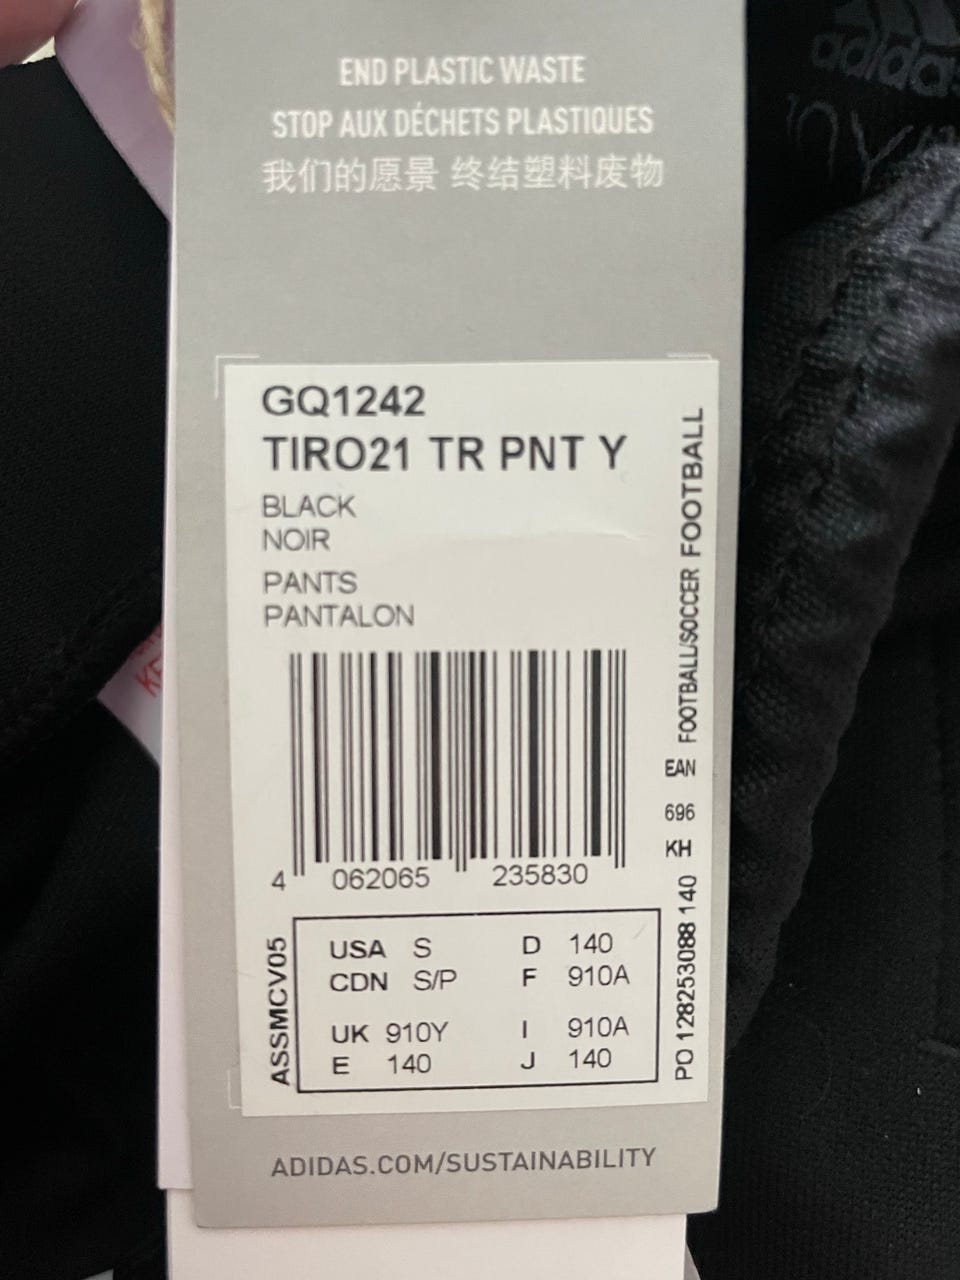 END PLASTIC WASTE
STOP AUX DÉCHETS PLASTIQUES
我们的愿景 终结塑料废物
adidas
GQ1242
TIRO21 TR PNT Y
BLACK
NOIR
PANTS
PANTALON
4 062065 235830
FOOTBALL/SOCCER FOOTBALL
EAN
696
KH
PO 128253088 140
ASSMCV05
USA S D 140
CDN S/P F 910A
UK 910Y I 910A
E 140 J 140
ADIDAS.COM/SUSTAINABILITY